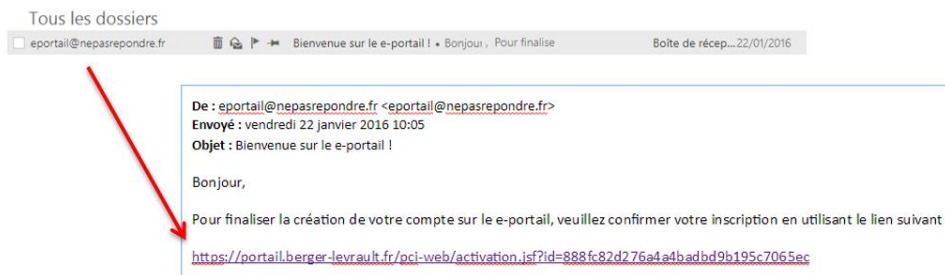 Tous les dossiers
eportail@nepasrepondre.fr Bienvenue sur le e-portail ! • Bonjour, Pour finalise Boîte de récep...22/01/2016
De : eportail@nepasrepondre.fr <eportail@nepasrepondre.fr>
Envoyé : vendredi 22 janvier 2016 10:05
Objet : Bienvenue sur le e-portail !
Bonjour,
Pour finaliser la création de votre compte sur le e-portail, veuillez confirmer votre inscription en utilisant le lien suivant
https://portail.berger-levrault.fr/pci-web/activation.jsf?id=888fc82d276a4a4badbd9b195c7065ec